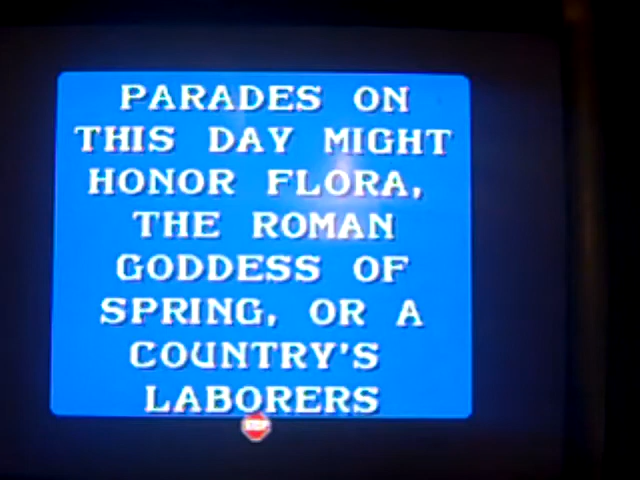 PARADES ON
THIS DAY MIGHT
HONOR FLORA,
THE ROMAN
GODDESS OF
SPRING, OR A
COUNTRY'S
LABORERS